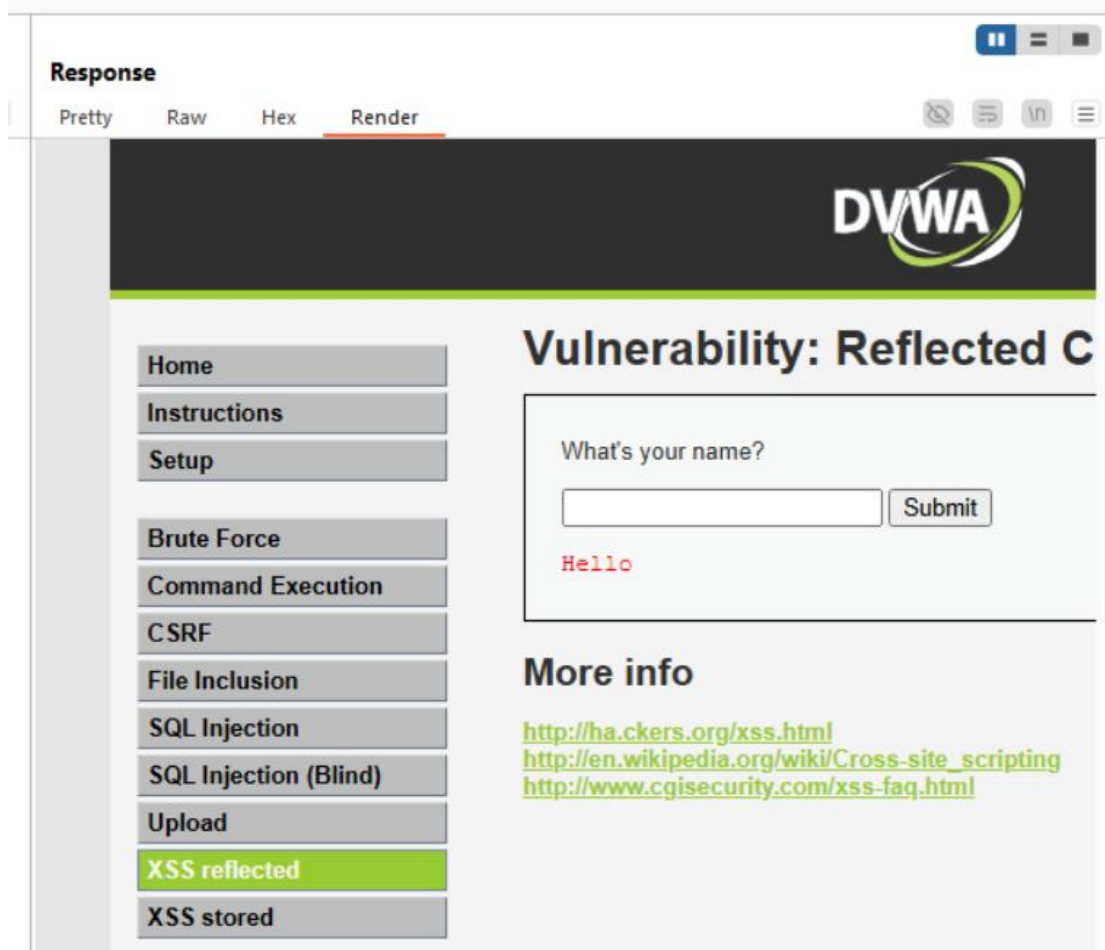 Response
Pretty Raw Hex Render
\n
DVWA
Home
Instructions
Setup
Brute Force
Command Execution
CSRF
File Inclusion
SQL Injection
SQL Injection (Blind)
Upload
XSS reflected
XSS stored
Vulnerability: Reflected C
What's your name?
Submit
Hello
More info
http://ha.ckers.org/xss.html
http://en.wikipedia.org/wiki/Cross-site_scripting
http://www.cgisecurity.com/xss-faq.html